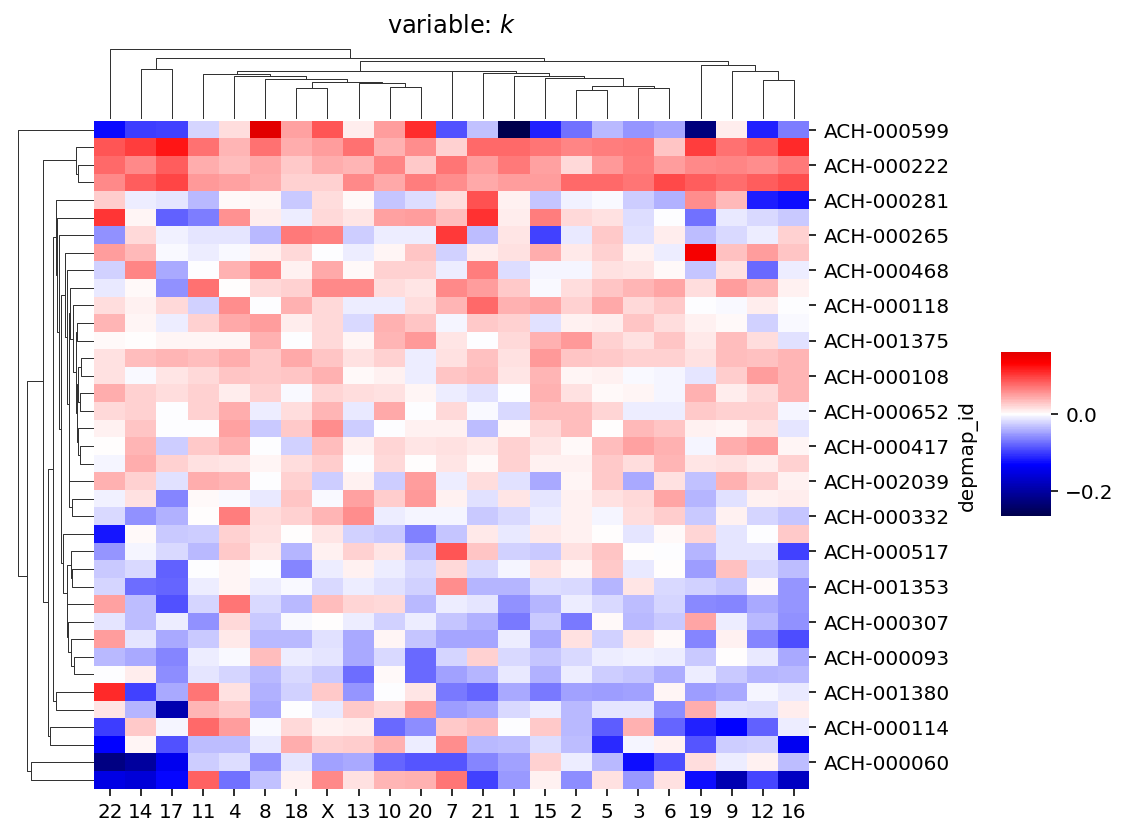 variable: k
ACH-000599
ACH-000222
ACH-000281
ACH-000265
ACH-000468
ACH-000118
ACH-001375
ACH-000108
ACH-000652
ACH-000417
ACH-002039
ACH-000332
ACH-000517
ACH-001353
ACH-000307
ACH-000093
ACH-001380
ACH-000114
ACH-000060
22 14 17 11 4 8 18 X 13 10 20 7 21 1 15 2 5 3 6 19 9 12 16
depmap_id
0.0
−0.2